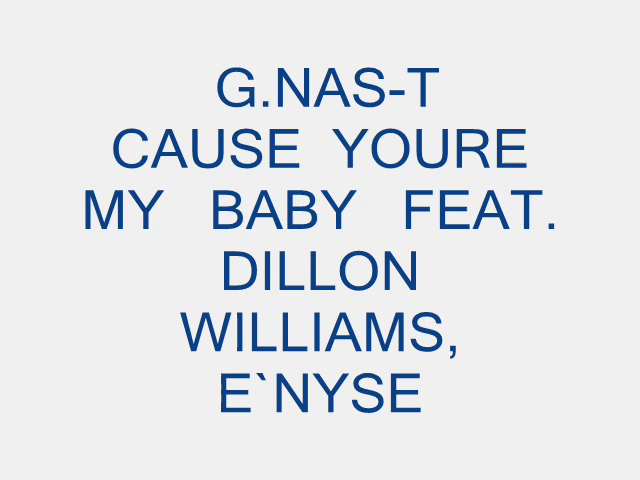 G.NAS-T
CAUSE YOURE
MY BABY FEAT.
DILLON
WILLIAMS,
E`NYSE